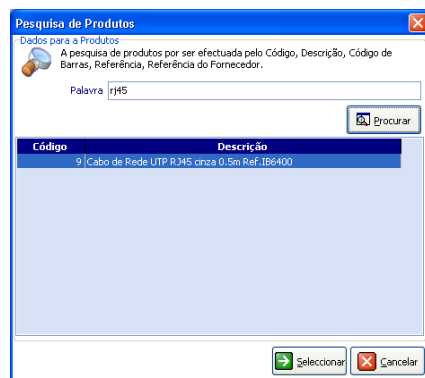 Pesquisa de Produtos
Dados para a Produtos
A pesquisa de produtos por ser efectuada pelo Código, Descrição, Código de
Barras, Referência, Referência do Fornecedor.
Palavra rj45
Procurar
Código Descrição
9 Cabo de Rede UTP RJ45 cinza 0.5m Ref.IB6400
Seleccionar Cancelar